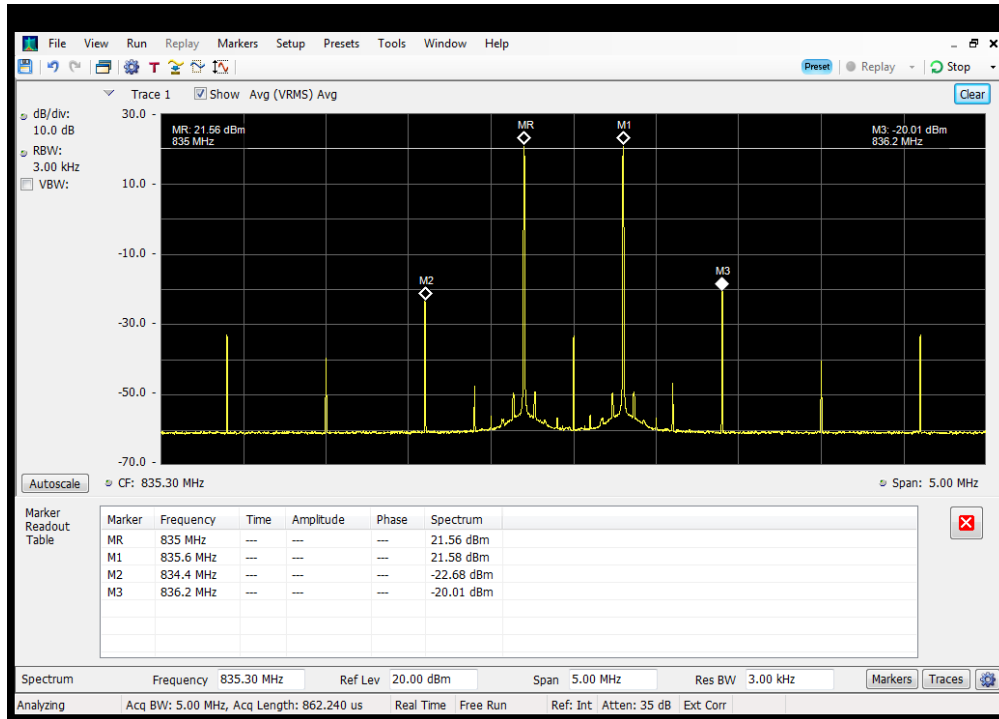 File View Run Replay Markers Setup Presets Tools Window Help
T Preset Replay Stop
Trace 1 Show Avg (VRMS) Avg Clear
dB/div:
10.0 dB
RBW:
3.00 kHz
VBW:
30.0
10.0
-10.0
-30.0
-50.0
-70.0
MR: 21.56 dBm
835 MHz
MR
M1
M3: -20.01 dBm
836.2 MHz
M2
M3
Autoscale CF: 835.30 MHz Span: 5.00 MHz
Marker
Readout
Table
Marker Frequency Time Amplitude Phase Spectrum
MR 835 MHz --- --- --- 21.56 dBm
M1 835.6 MHz --- --- --- 21.58 dBm
M2 834.4 MHz --- --- --- -22.68 dBm
M3 836.2 MHz --- --- --- -20.01 dBm
Spectrum Frequency 835.30 MHz Ref Lev 20.00 dBm Span 5.00 MHz Res BW 3.00 kHz Markers Traces
Analyzing Acq BW: 5.00 MHz, Acq Length: 862.240 us Real Time Free Run Ref: Int Atten: 35 dB Ext Corr